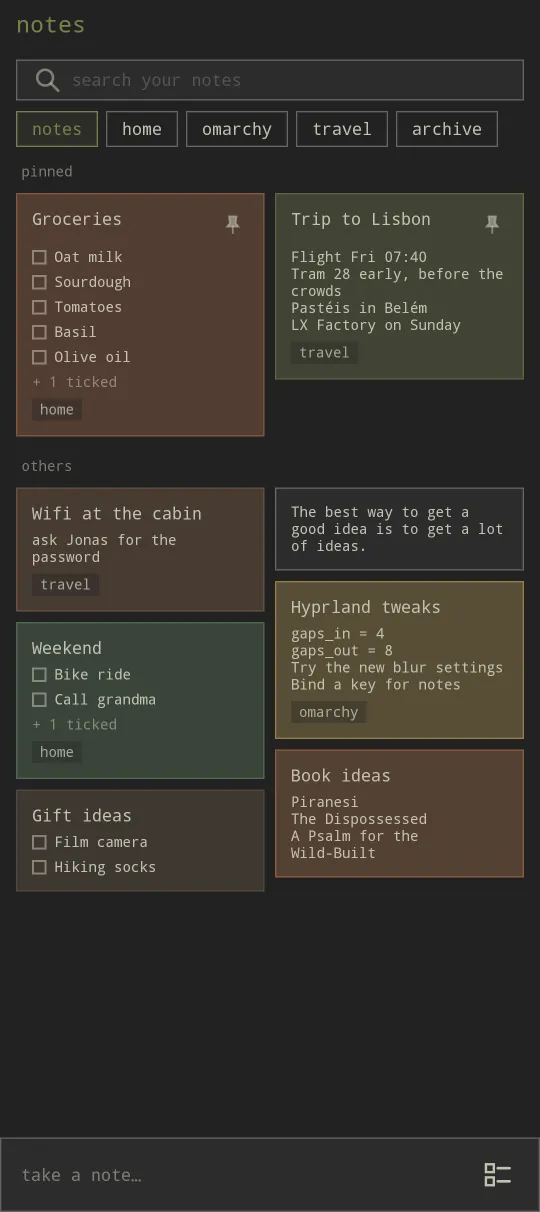 notes
search your notes
notes
home
omarchy
travel
archive
pinned
Groceries
Oat milk
Sourdough
Tomatoes
Basil
Olive oil
+ 1 ticked
home
Trip to Lisbon
Flight Fri 07:40
Tram 28 early, before the
crowds
Pastéis in Belém
LX Factory on Sunday
travel
others
Wifi at the cabin
ask Jonas for the
password
travel
The best way to get a
good idea is to get a lot
of ideas.
Weekend
Bike ride
Call grandma
+ 1 ticked
home
Hyprland tweaks
gaps_in = 4
gaps_out = 8
Try the new blur settings
Bind a key for notes
omarchy
Gift ideas
Film camera
Hiking socks
Book ideas
Piranesi
The Dispossessed
A Psalm for the
Wild-Built
take a note…